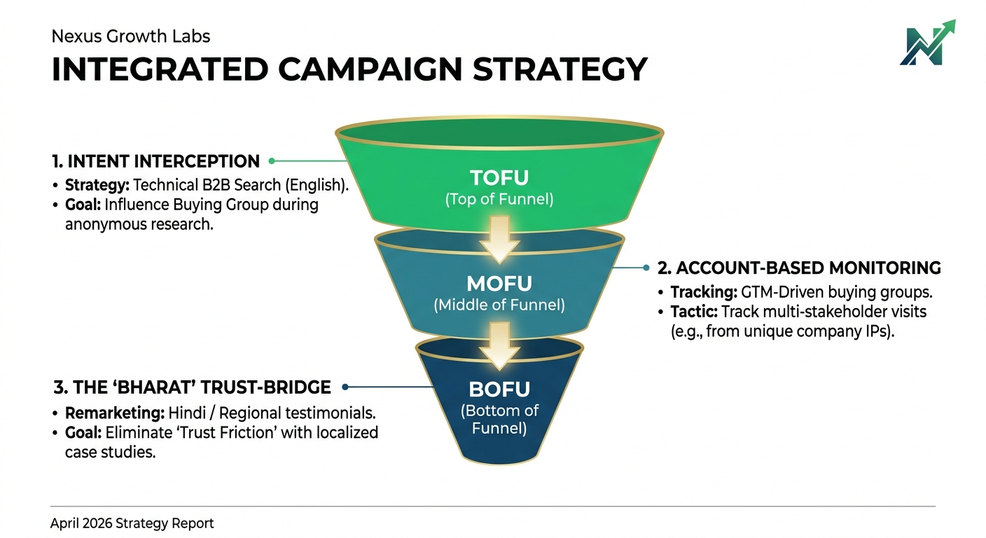 Nexus Growth Labs
INTEGRATED CAMPAIGN STRATEGY
1. INTENT INTERCEPTION
• Strategy: Technical B2B Search (English).
• Goal: Influence Buying Group during
anonymous research.
TOFU
(Top of Funnel)
MOFU
(Middle of Funnel)
2. ACCOUNT-BASED MONITORING
• Tracking: GTM-Driven buying groups.
• Tactic: Track multi-stakeholder visits
(e.g., from unique company IPs).
3. THE ‘BHARAT’ TRUST-BRIDGE
• Remarketing: Hindi / Regional testimonials.
• Goal: Eliminate ‘Trust Friction’ with localized
case studies.
BOFU
(Bottom of
Funnel)
April 2026 Strategy Report